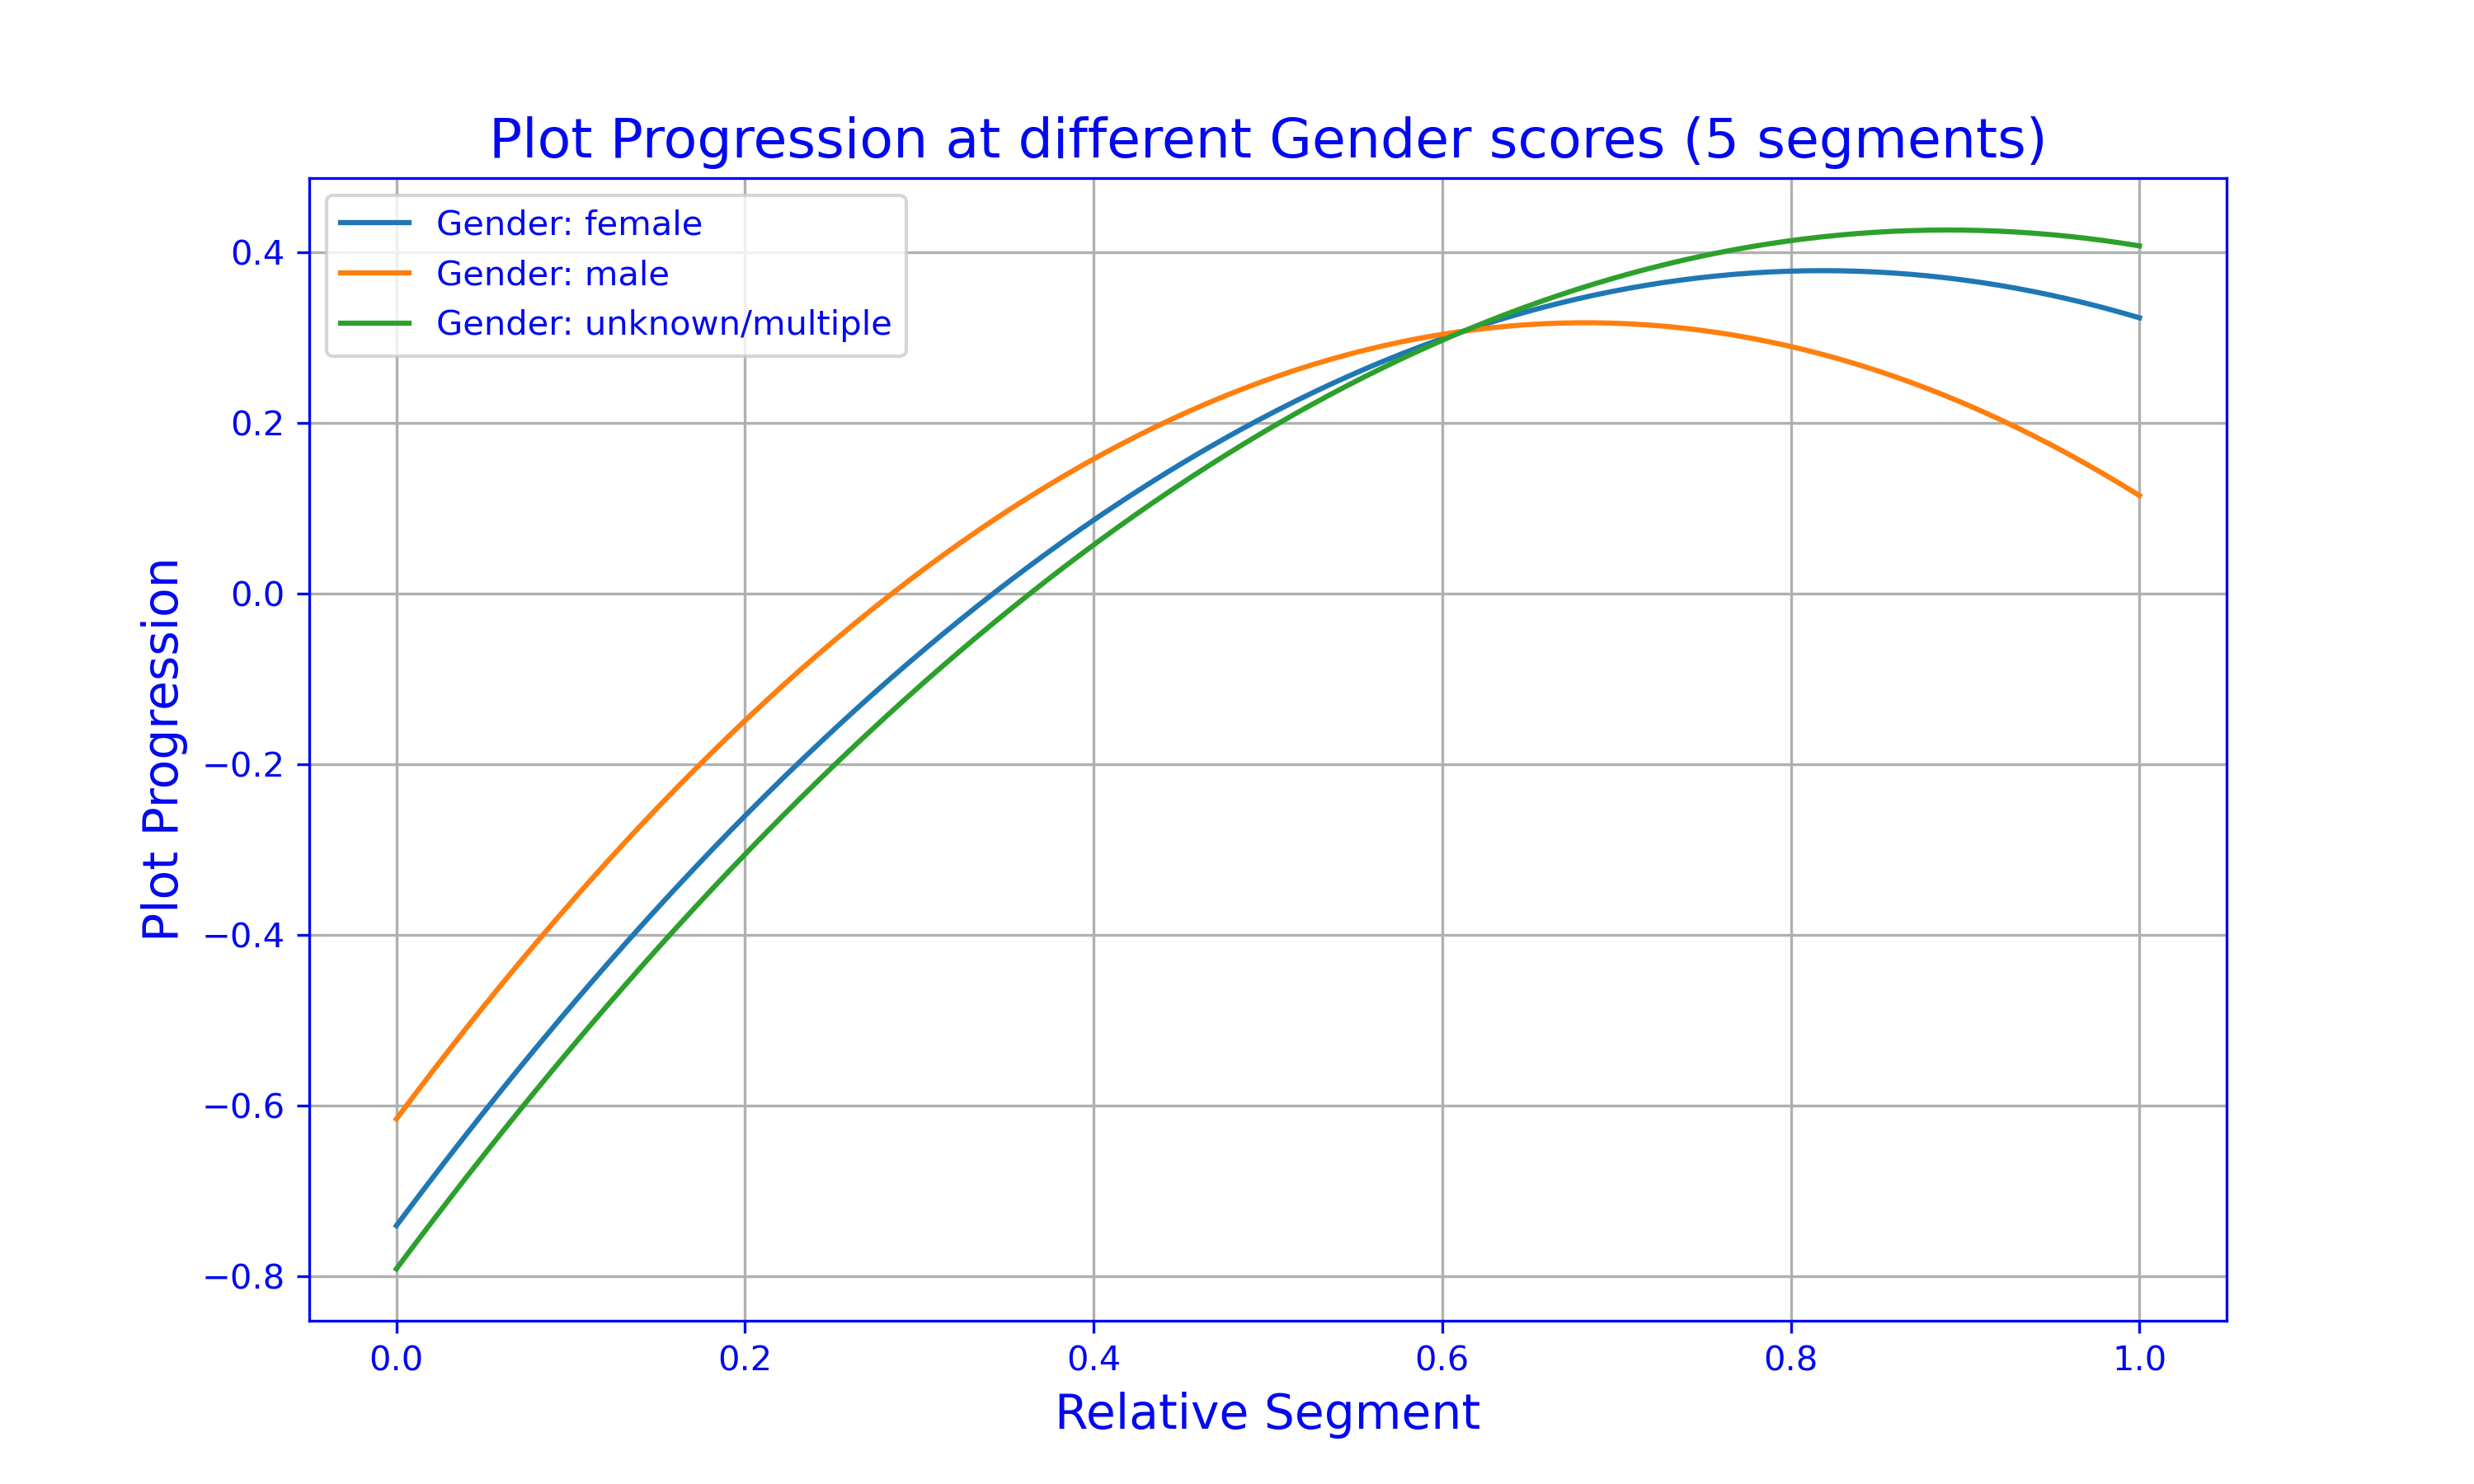 Plot Progression at different Gender scores (5 segments)
Gender: female
Gender: male
Gender: unknown/multiple
Plot Progression
0.4
0.2
0.0
−0.2
−0.4
−0.6
−0.8
0.0 0.2 0.4 0.6 0.8 1.0
Relative Segment